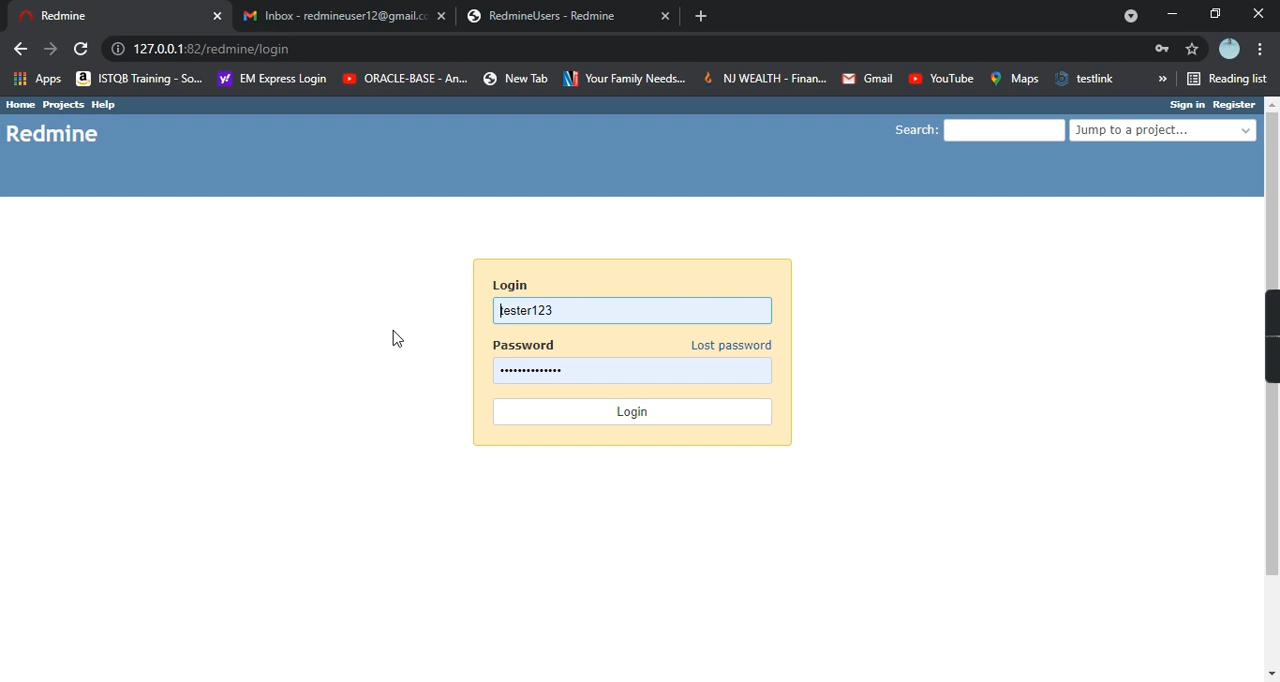 Redmine
Inbox - redmineuser12@gmail.co
RedmineUsers - Redmine
127.0.0.1:82/redmine/login
Apps
ISTQB Training - So...
EM Express Login
ORACLE-BASE - An...
New Tab
Your Family Needs...
NJ WEALTH - Finan...
Gmail
YouTube
Maps
testlink
»
Reading list
Home Projects Help
Sign in Register
Redmine
Search:
Jump to a project...
Login
tester123
Password
Lost password
••••••••••••••
Login